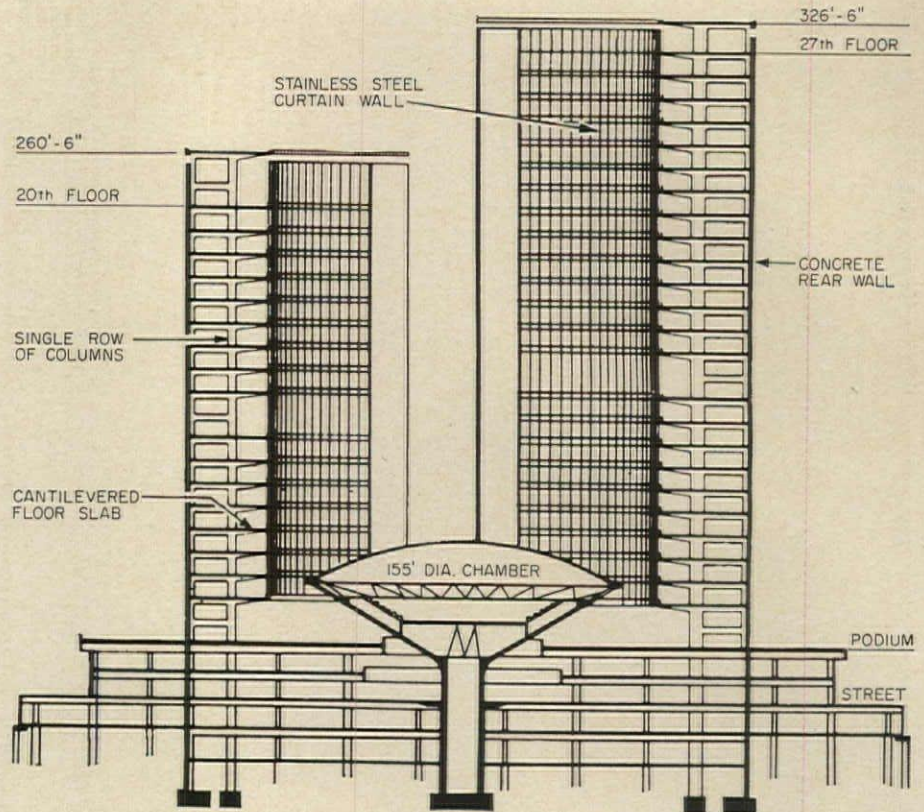 326'-6"
27th FLOOR
STAINLESS STEEL
CURTAIN WALL
260'-6"
20th FLOOR
CONCRETE
REAR WALL
SINGLE ROW
OF COLUMNS
CANTILEVERED
FLOOR SLAB
155' DIA. CHAMBER
PODIUM
STREET